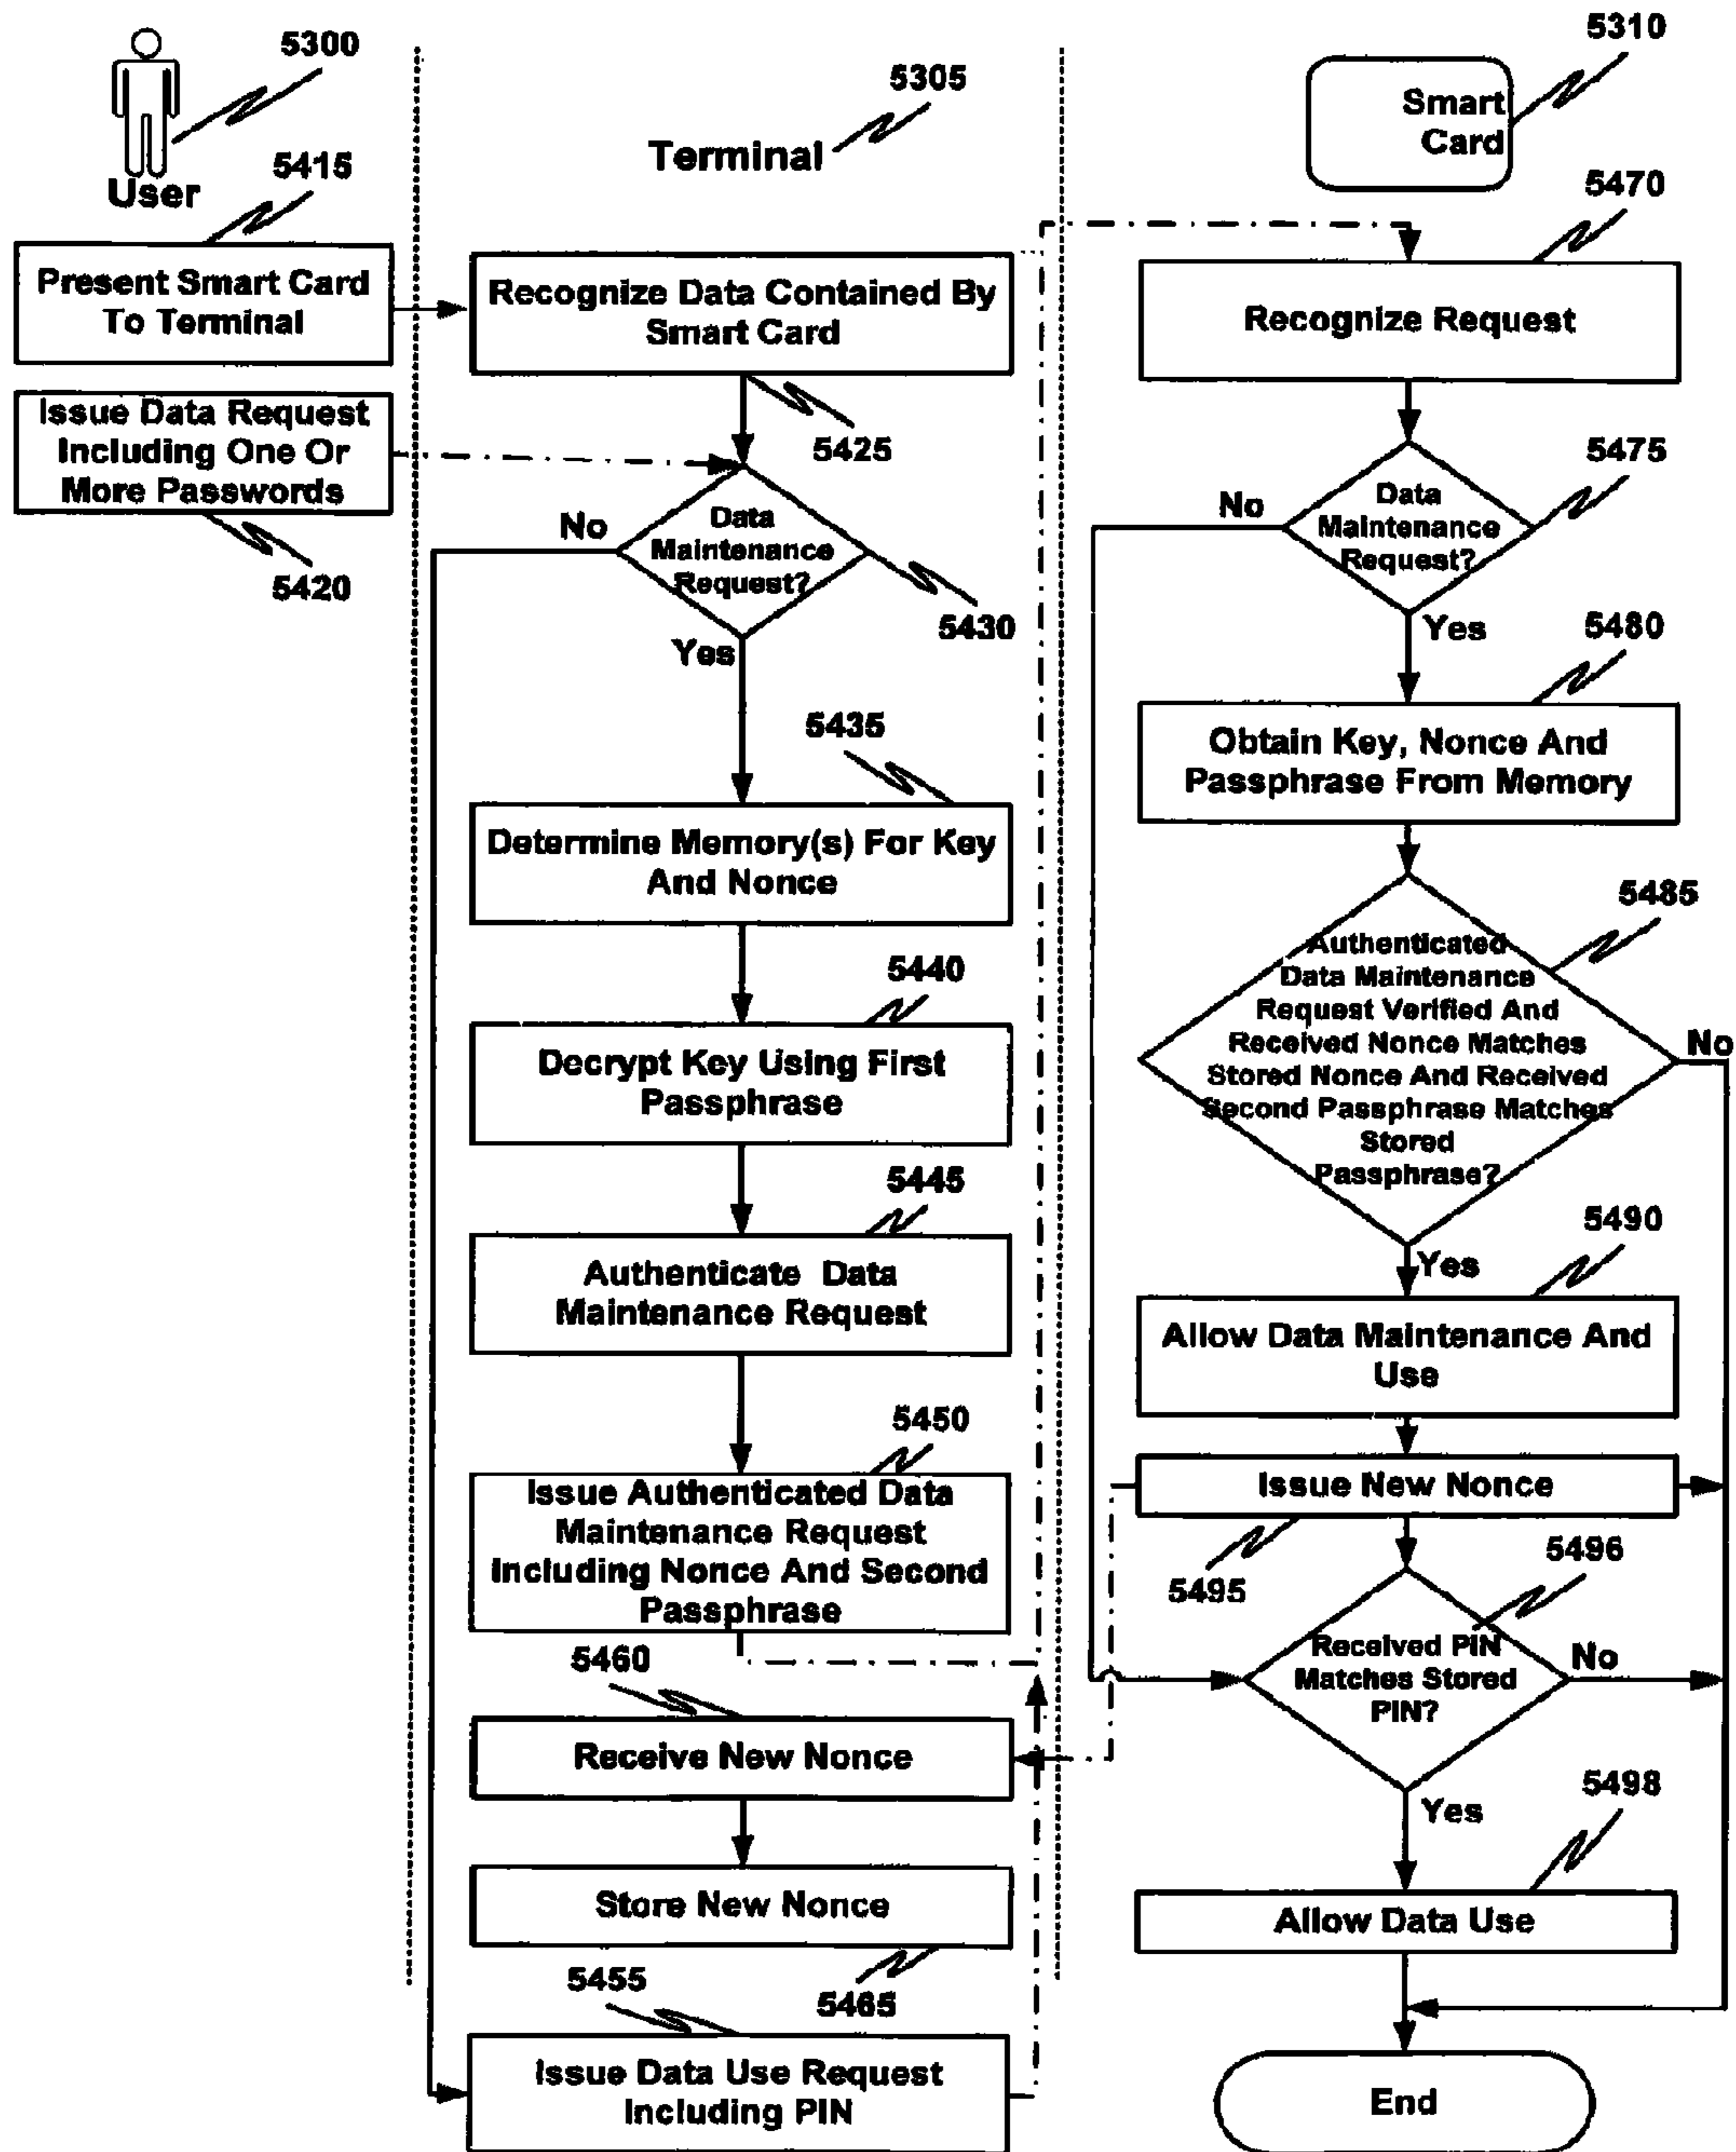 5300
User
5415
Present Smart Card
To Terminal
Issue Data Request
Including One Or
More Passwords
5420
Terminal
5305
Recognize Data Contained By
Smart Card
5425
Data
Maintenance
Request?
No
Yes
5430
5435
Determine Memory(s) For Key
And Nonce
5440
Decrypt Key Using First
Passphrase
5445
Authenticate Data
Maintenance Request
5450
Issue Authenticated Data
Maintenance Request
Including Nonce And Second
Passphrase
5460
Receive New Nonce
Store New Nonce
5465
5455
Issue Data Use Request
Including PIN
5310
Smart
Card
5470
Recognize Request
5475
Data
Maintenance
Request?
No
Yes
5480
Obtain Key, Nonce And
Passphrase From Memory
5485
Authenticated
Data Maintenance
Request Verified And
Received Nonce Matches
Stored Nonce And Received
Second Passphrase Matches
Stored
Passphrase?
No
Yes
5490
Allow Data Maintenance And
Use
Issue New Nonce
5495
5496
Received PIN
Matches Stored
PIN?
No
Yes
5498
Allow Data Use
End